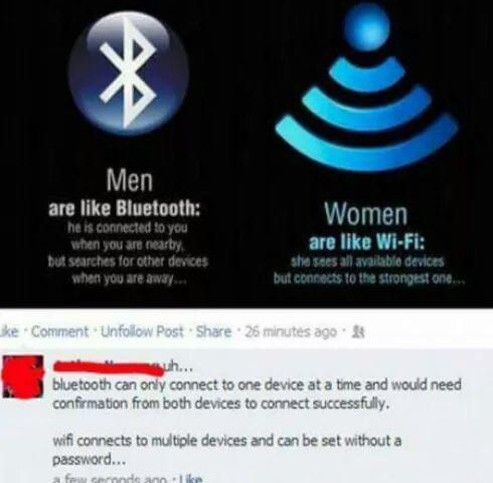 Men
are like Bluetooth:
he is connected to you
when you are nearby,
but searches for other devices
when you are away...
Women
are like Wi-Fi:
she sees all available devices
but connects to the strongest one...
ike · Comment · Unfollow Post · Share · 26 minutes ago ·
uh...
bluetooth can only connect to one device at a time and would need
confirmation from both devices to connect successfully.
wifi connects to multiple devices and can be set without a
password...
a few seconds ago · Like